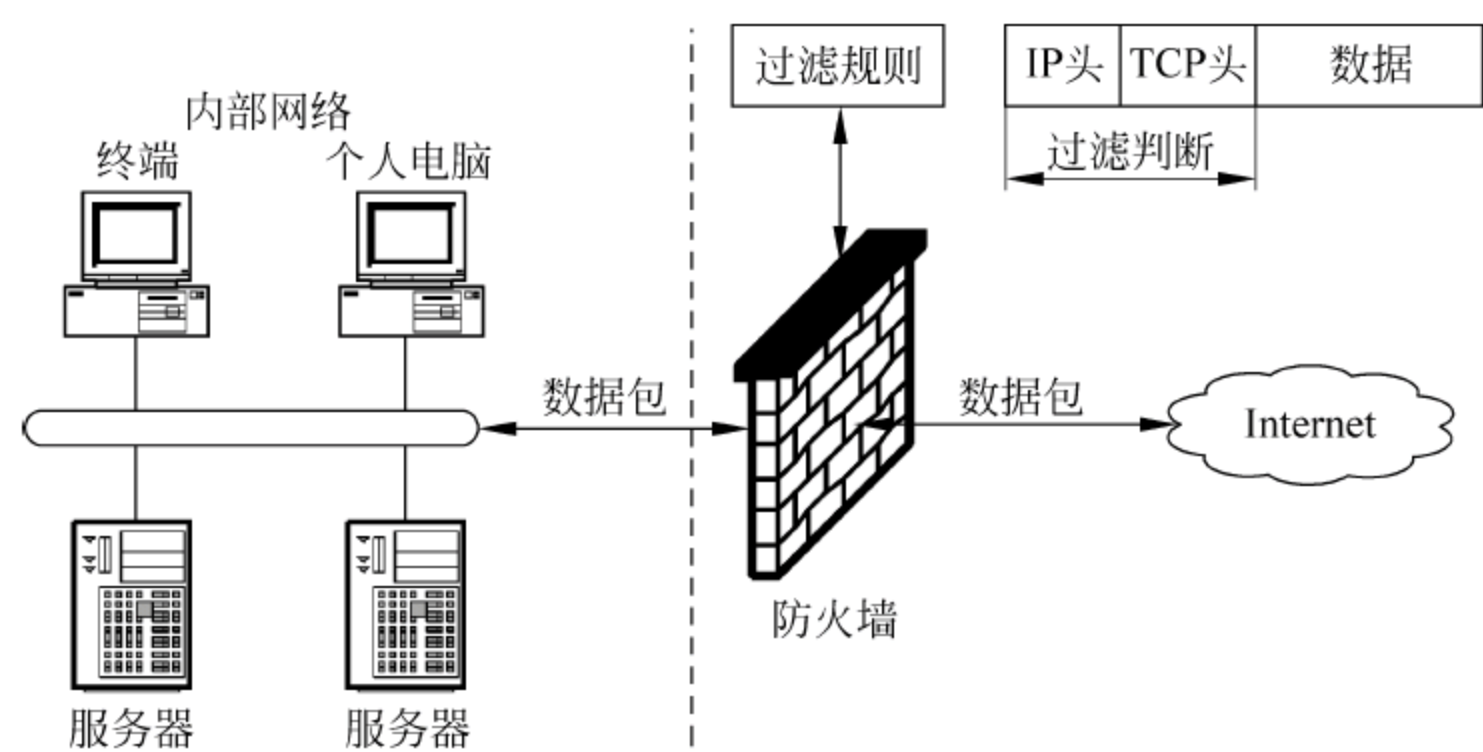 过滤规则
IP头 TCP头 数据
过滤判断
内部网络
终端 个人电脑
数据包
数据包
Internet
防火墙
服务器 服务器